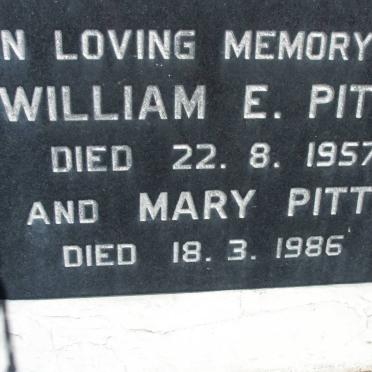 N LOVING MEMORY
WILLIAM E. PIT
DIED 22. 8. 1957
AND MARY PITT
DIED 18. 3. 1986